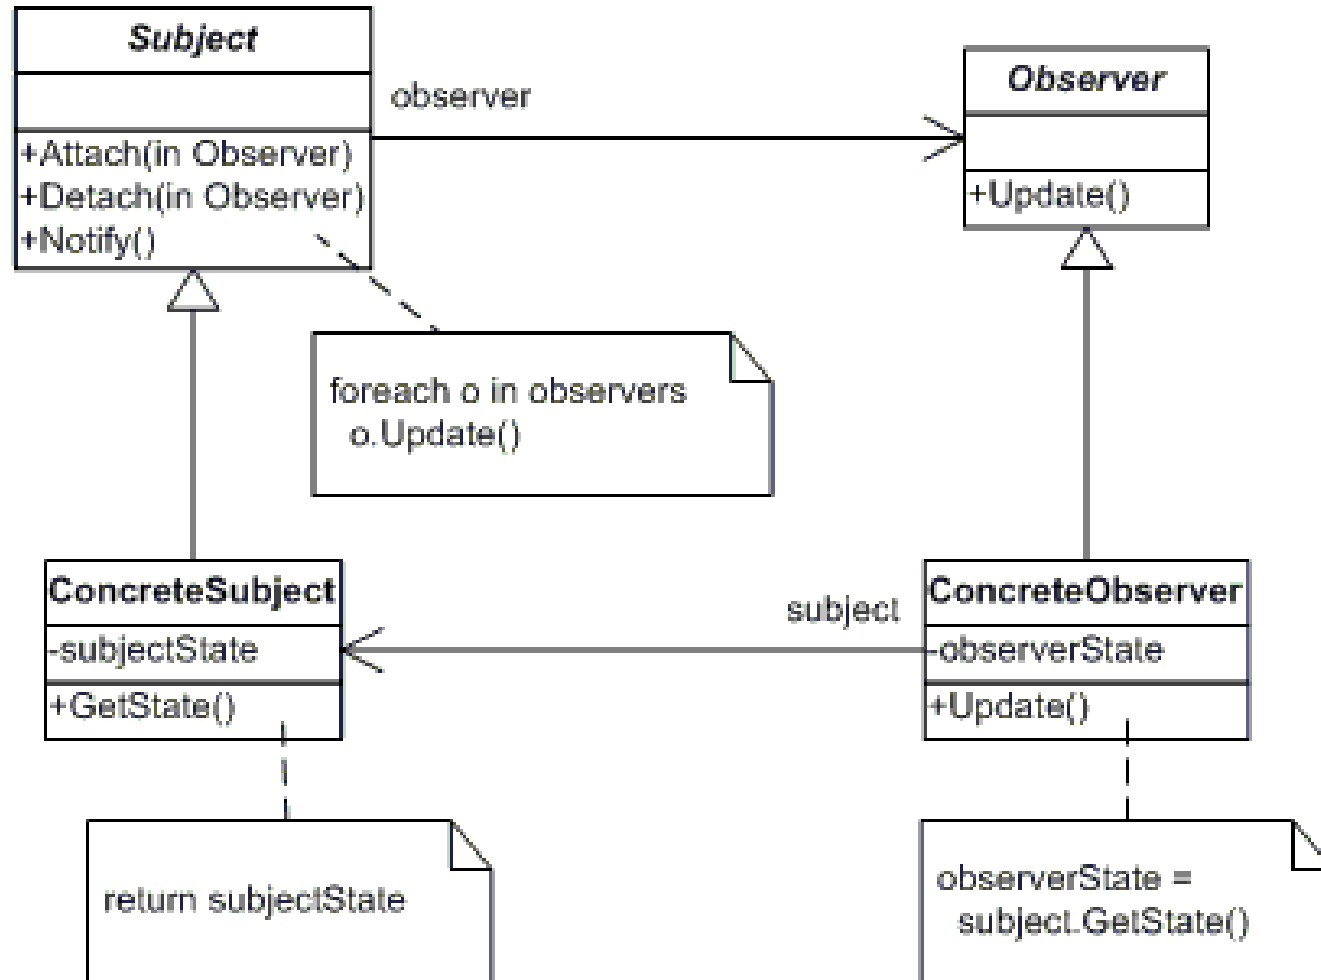 Subject
+Attach(in Observer)
+Detach(in Observer)
+Notify()
observer
Observer
+Update()
foreach o in observers
o.Update()
ConcreteSubject
-subjectState
+GetState()
subject
ConcreteObserver
-observerState
+Update()
return subjectState
observerState =
subject.GetState()